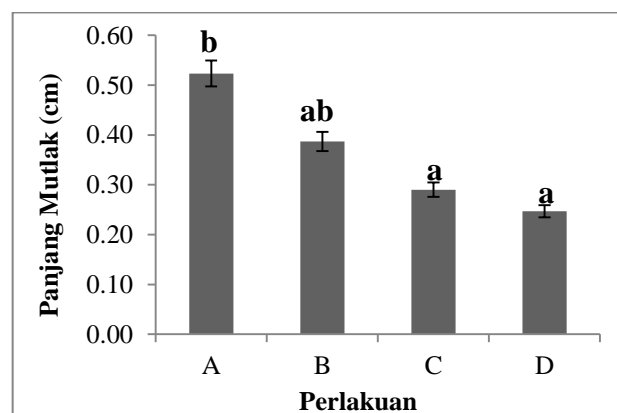 Panjang Mutlak (cm)
0.60
0.50
0.40
0.30
0.20
0.10
0.00
b
ab
a
a
A B C D
Perlakuan